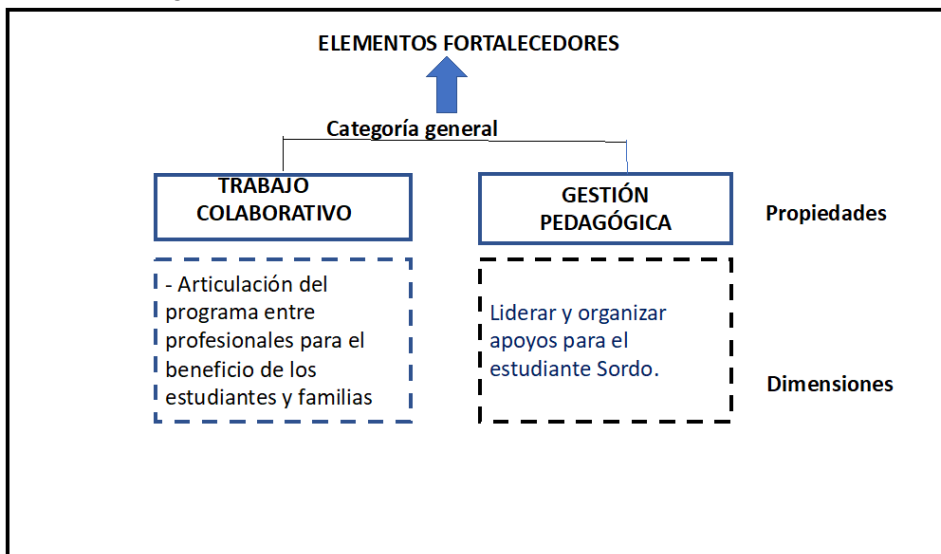 ELEMENTOS FORTALECEDORES
Categoría general
TRABAJO
COLABORATIVO
GESTIÓN
PEDAGÓGICA
Propiedades
- Articulación del
programa entre
profesionales para el
beneficio de los
estudiantes y familias
Liderar y organizar
apoyos para el
estudiante Sordo.
Dimensiones